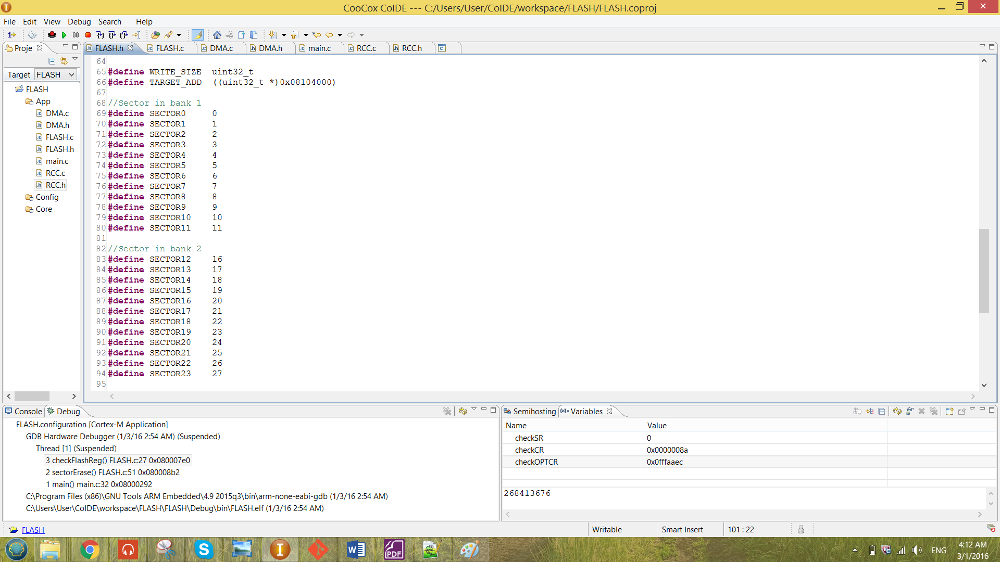 CooCox CoIDE --- C:/Users/User/CoIDE/workspace/FLASH/FLASH.coproj
File Edit View Debug Search Help
Proje
FLASH.h FLASH.c DMA.c DMA.h main.c RCC.c RCC.h
Target FLASH
FLASH
App
DMA.c
DMA.h
FLASH.c
FLASH.h
main.c
RCC.c
RCC.h
Config
Core
64
65 #define WRITE_SIZE uint32_t
66 #define TARGET_ADD ((uint32_t *)0x08104000)
67
68 //Sector in bank 1
69 #define SECTOR0 0
70 #define SECTOR1 1
71 #define SECTOR2 2
72 #define SECTOR3 3
73 #define SECTOR4 4
74 #define SECTOR5 5
75 #define SECTOR6 6
76 #define SECTOR7 7
77 #define SECTOR8 8
78 #define SECTOR9 9
79 #define SECTOR10 10
80 #define SECTOR11 11
81
82 //Sector in bank 2
83 #define SECTOR12 16
84 #define SECTOR13 17
85 #define SECTOR14 18
86 #define SECTOR15 19
87 #define SECTOR16 20
88 #define SECTOR17 21
89 #define SECTOR18 22
90 #define SECTOR19 23
91 #define SECTOR20 24
92 #define SECTOR21 25
93 #define SECTOR22 26
94 #define SECTOR23 27
95
Console Debug
FLASH.configuration [Cortex-M Application]
GDB Hardware Debugger (1/3/16 2:54 AM) (Suspended)
Thread [1] (Suspended)
3 checkFlashReg() FLASH.c:27 0x080007e0
2 sectorErase() FLASH.c:51 0x080008b2
1 main() main.c:32 0x08000292
C:\Program Files (x86)\GNU Tools ARM Embedded\4.9 2015q3\bin\arm-none-eabi-gdb (1/3/16 2:54 AM)
C:\Users\User\CoIDE\workspace\FLASH\FLASH\Debug\bin\FLASH.elf (1/3/16 2:54 AM)
Semihosting (x)= Variables
Name Value
checkSR 0
checkCR 0x0000008a
checkOPTCR 0x0fffaaec
268413676
FLASH
Writable Smart Insert 101 : 22
PDF
ENG
4:12 AM
3/1/2016